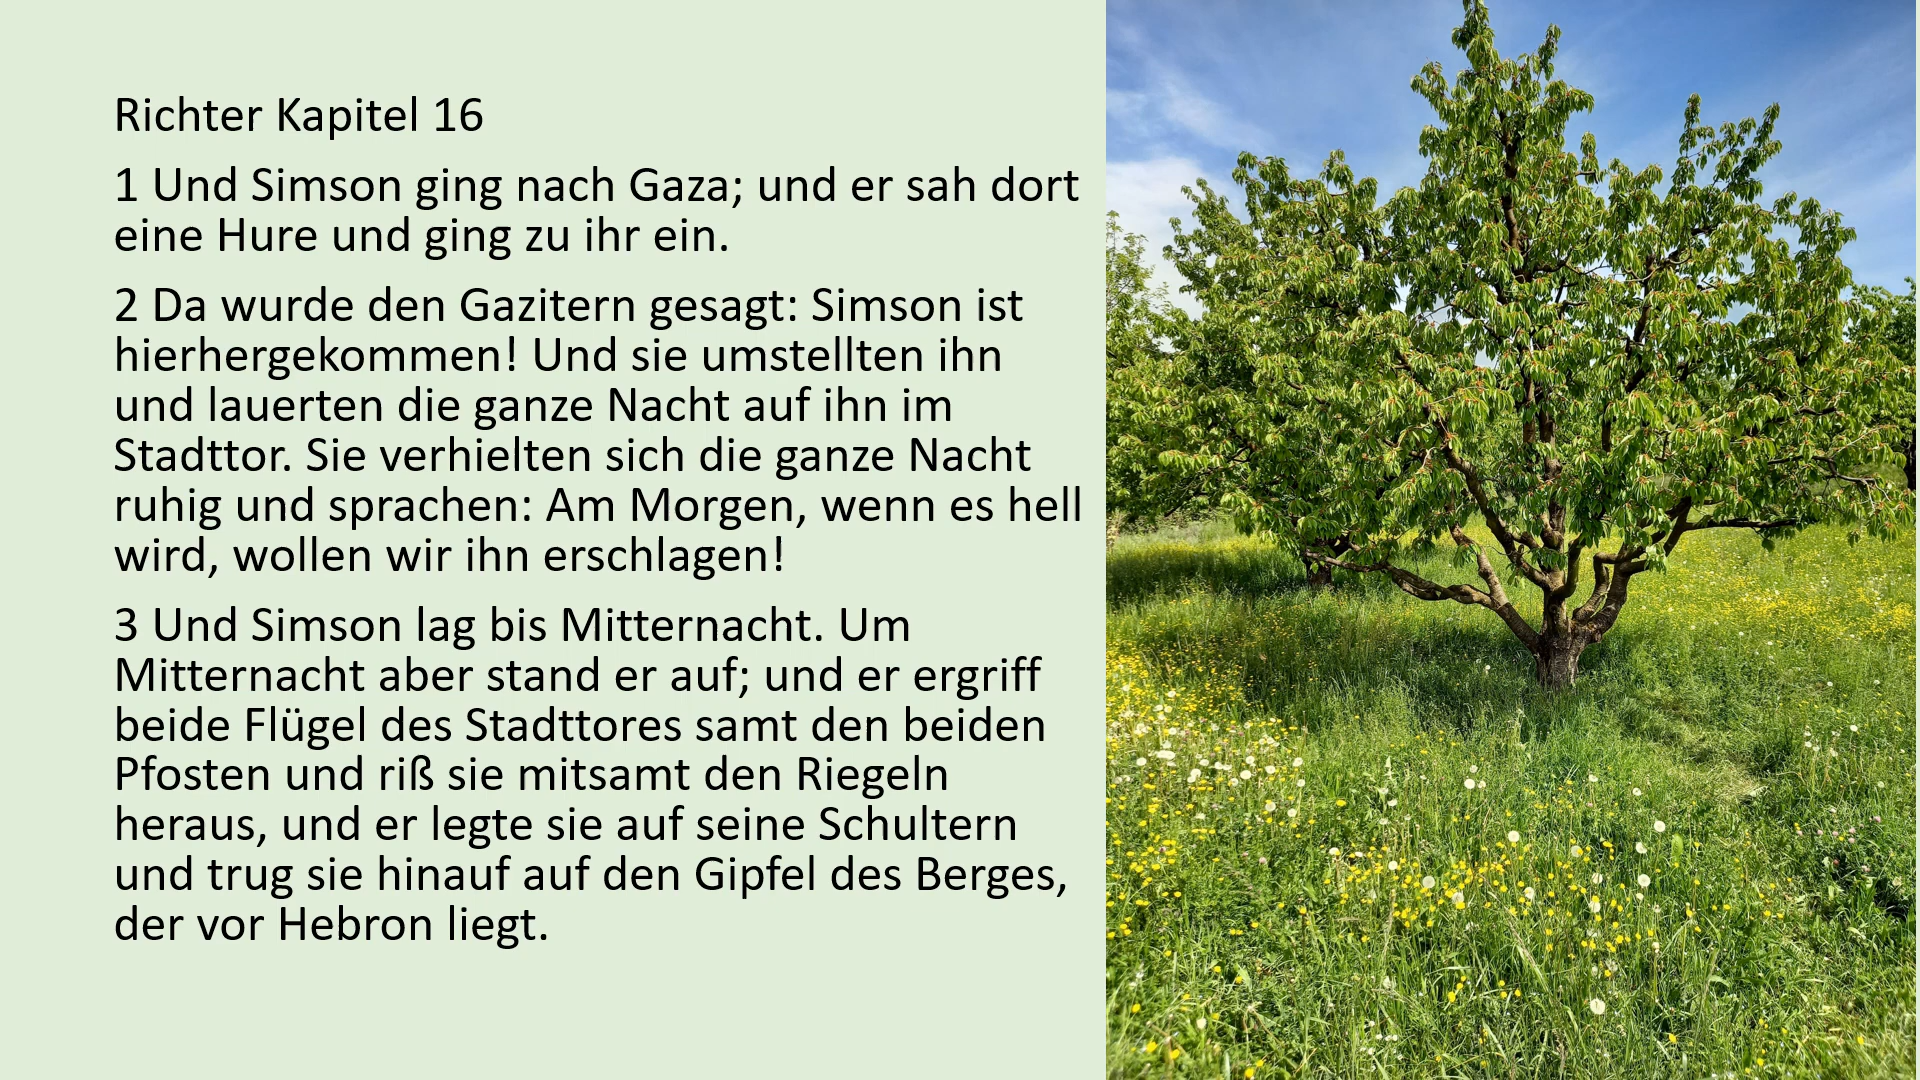 Richter Kapitel 16
1 Und Simson ging nach Gaza; und er sah dort
eine Hure und ging zu ihr ein.
2 Da wurde den Gazitern gesagt: Simson ist
hierhergekommen! Und sie umstellten ihn
und lauerten die ganze Nacht auf ihn im
Stadttor. Sie verhielten sich die ganze Nacht
ruhig und sprachen: Am Morgen, wenn es hell
wird, wollen wir ihn erschlagen!
3 Und Simson lag bis Mitternacht. Um
Mitternacht aber stand er auf; und er ergriff
beide Flügel des Stadttores samt den beiden
Pfosten und riß sie mitsamt den Riegeln
heraus, und er legte sie auf seine Schultern
und trug sie hinauf auf den Gipfel des Berges,
der vor Hebron liegt.